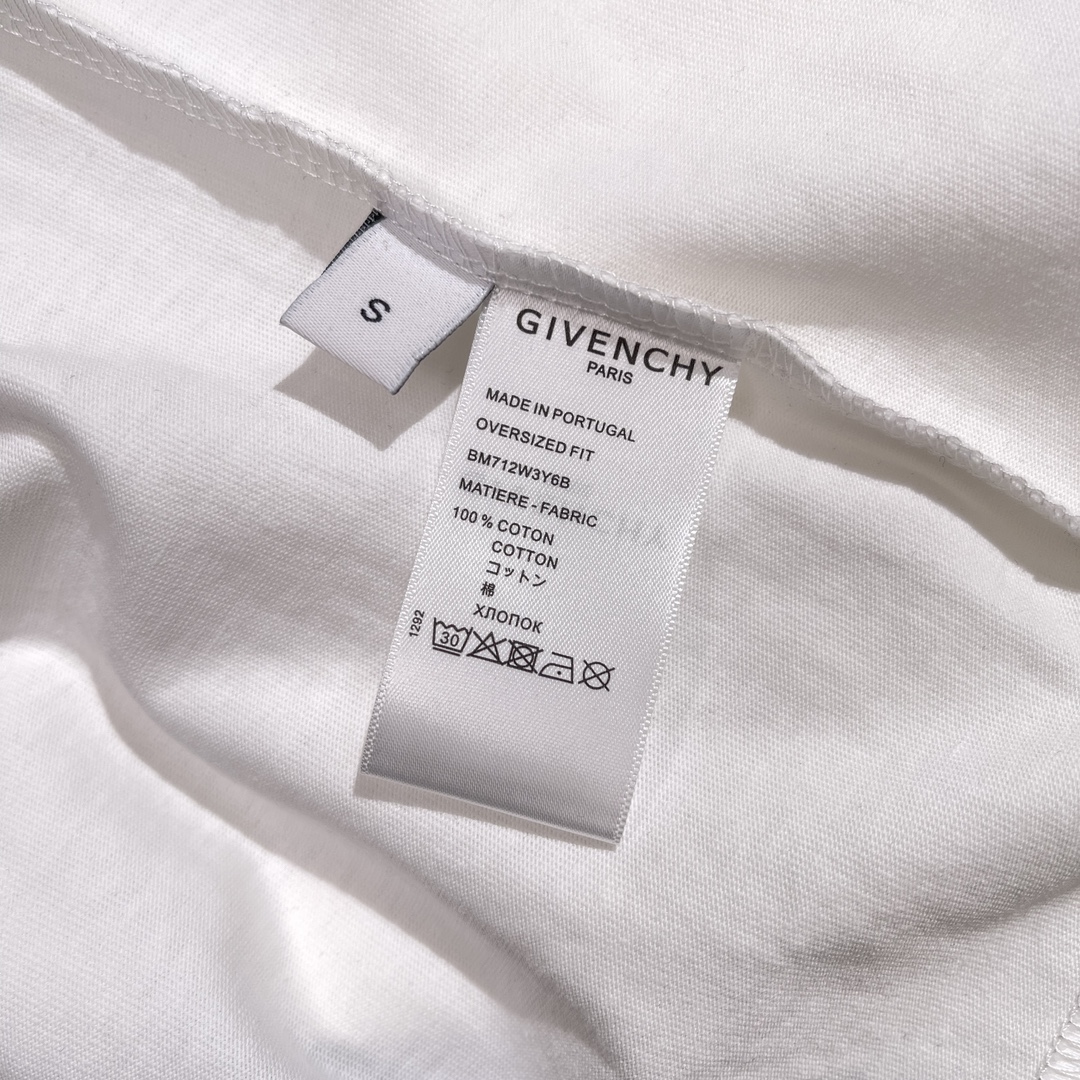 S
GIVENCHY
PARIS
MADE IN PORTUGAL
OVERSIZED FIT
BM712W3Y6B
MATIERE - FABRIC
100 % COTON
COTTON
コットン
棉
ХЛОПОК
1292
30